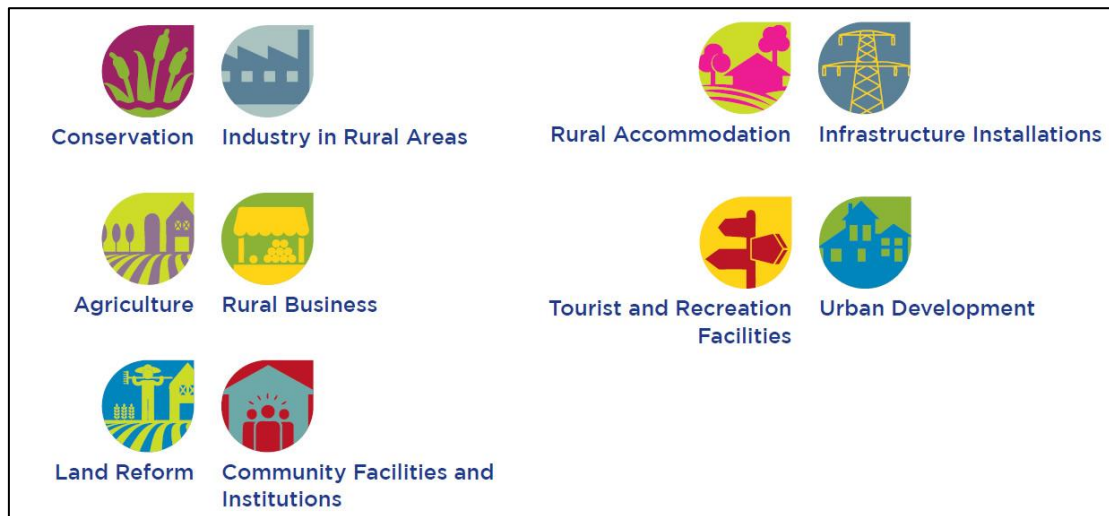 Conservation
Industry in Rural Areas
Rural Accommodation
Infrastructure Installations
Agriculture
Rural Business
Tourist and Recreation
Facilities
Urban Development
Land Reform
Community Facilities and
Institutions